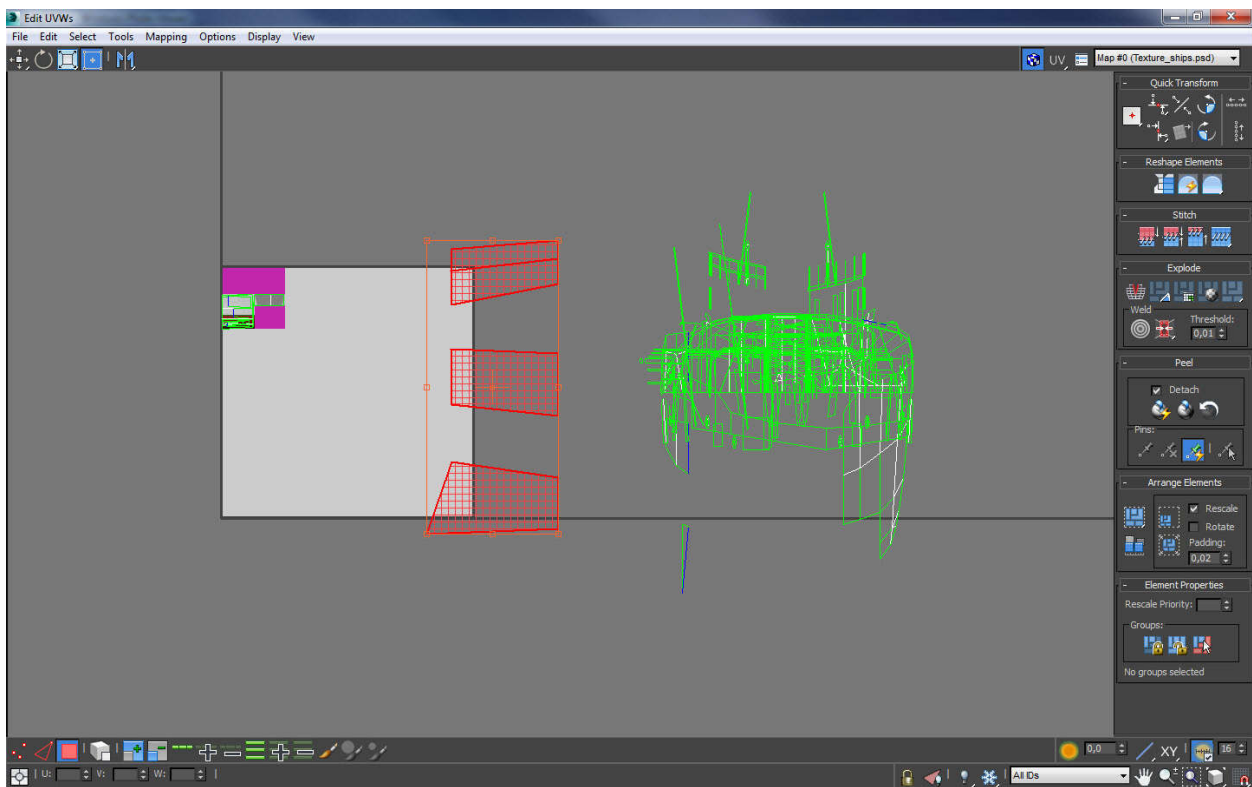 Edit UVWs
File Edit Select Tools Mapping Options Display View
UV
Map #0 (Texture_ships.psd)
- Quick Transform
- Reshape Elements
- Stitch
- Explode
Weld
Threshold:
0,01
- Peel
Detach
Pins:
- Arrange Elements
Rescale
Rotate
Padding:
0,02
- Element Properties
Rescale Priority:
Groups:
No groups selected
0,0 XY 16
U: V: W: All IDs